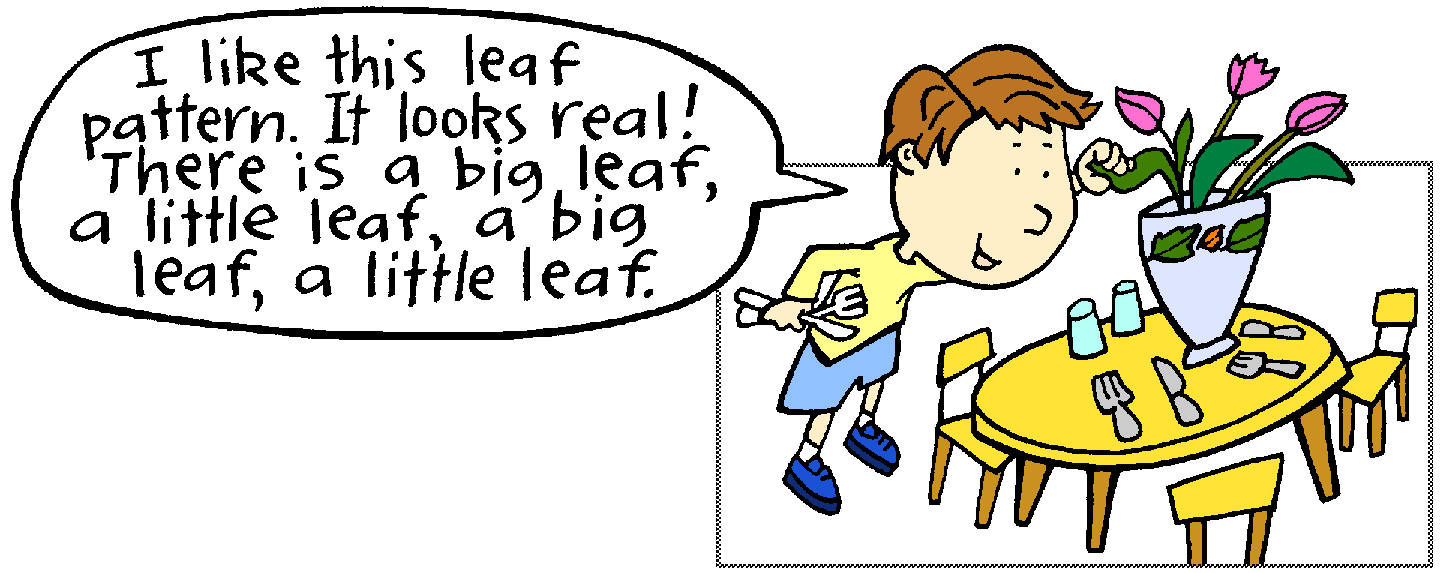 I like this leaf
pattern. It looks real!
There is a big leaf,
a little leaf, a big
leaf, a little leaf.